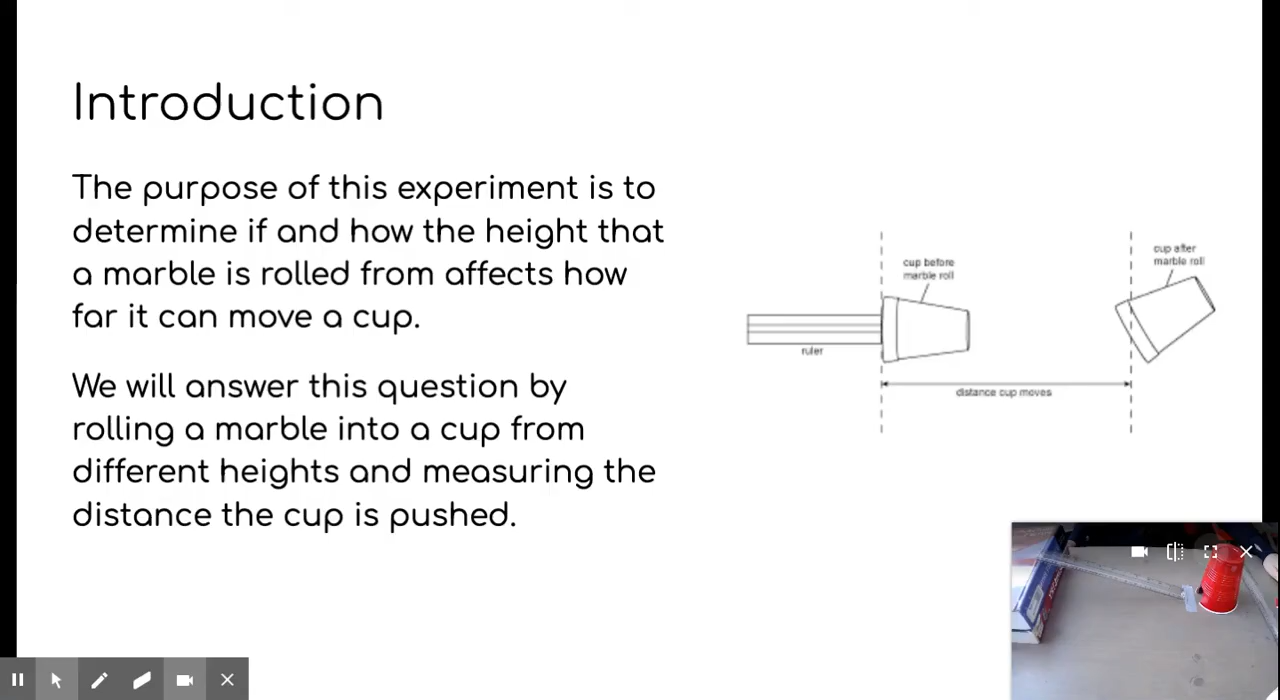 Introduction
The purpose of this experiment is to
determine if and how the height that
a marble is rolled from affects how
far it can move a cup.
We will answer this question by
rolling a marble into a cup from
different heights and measuring the
distance the cup is pushed.
cup before
marble roll
cup after
marble roll
ruler
distance cup moves